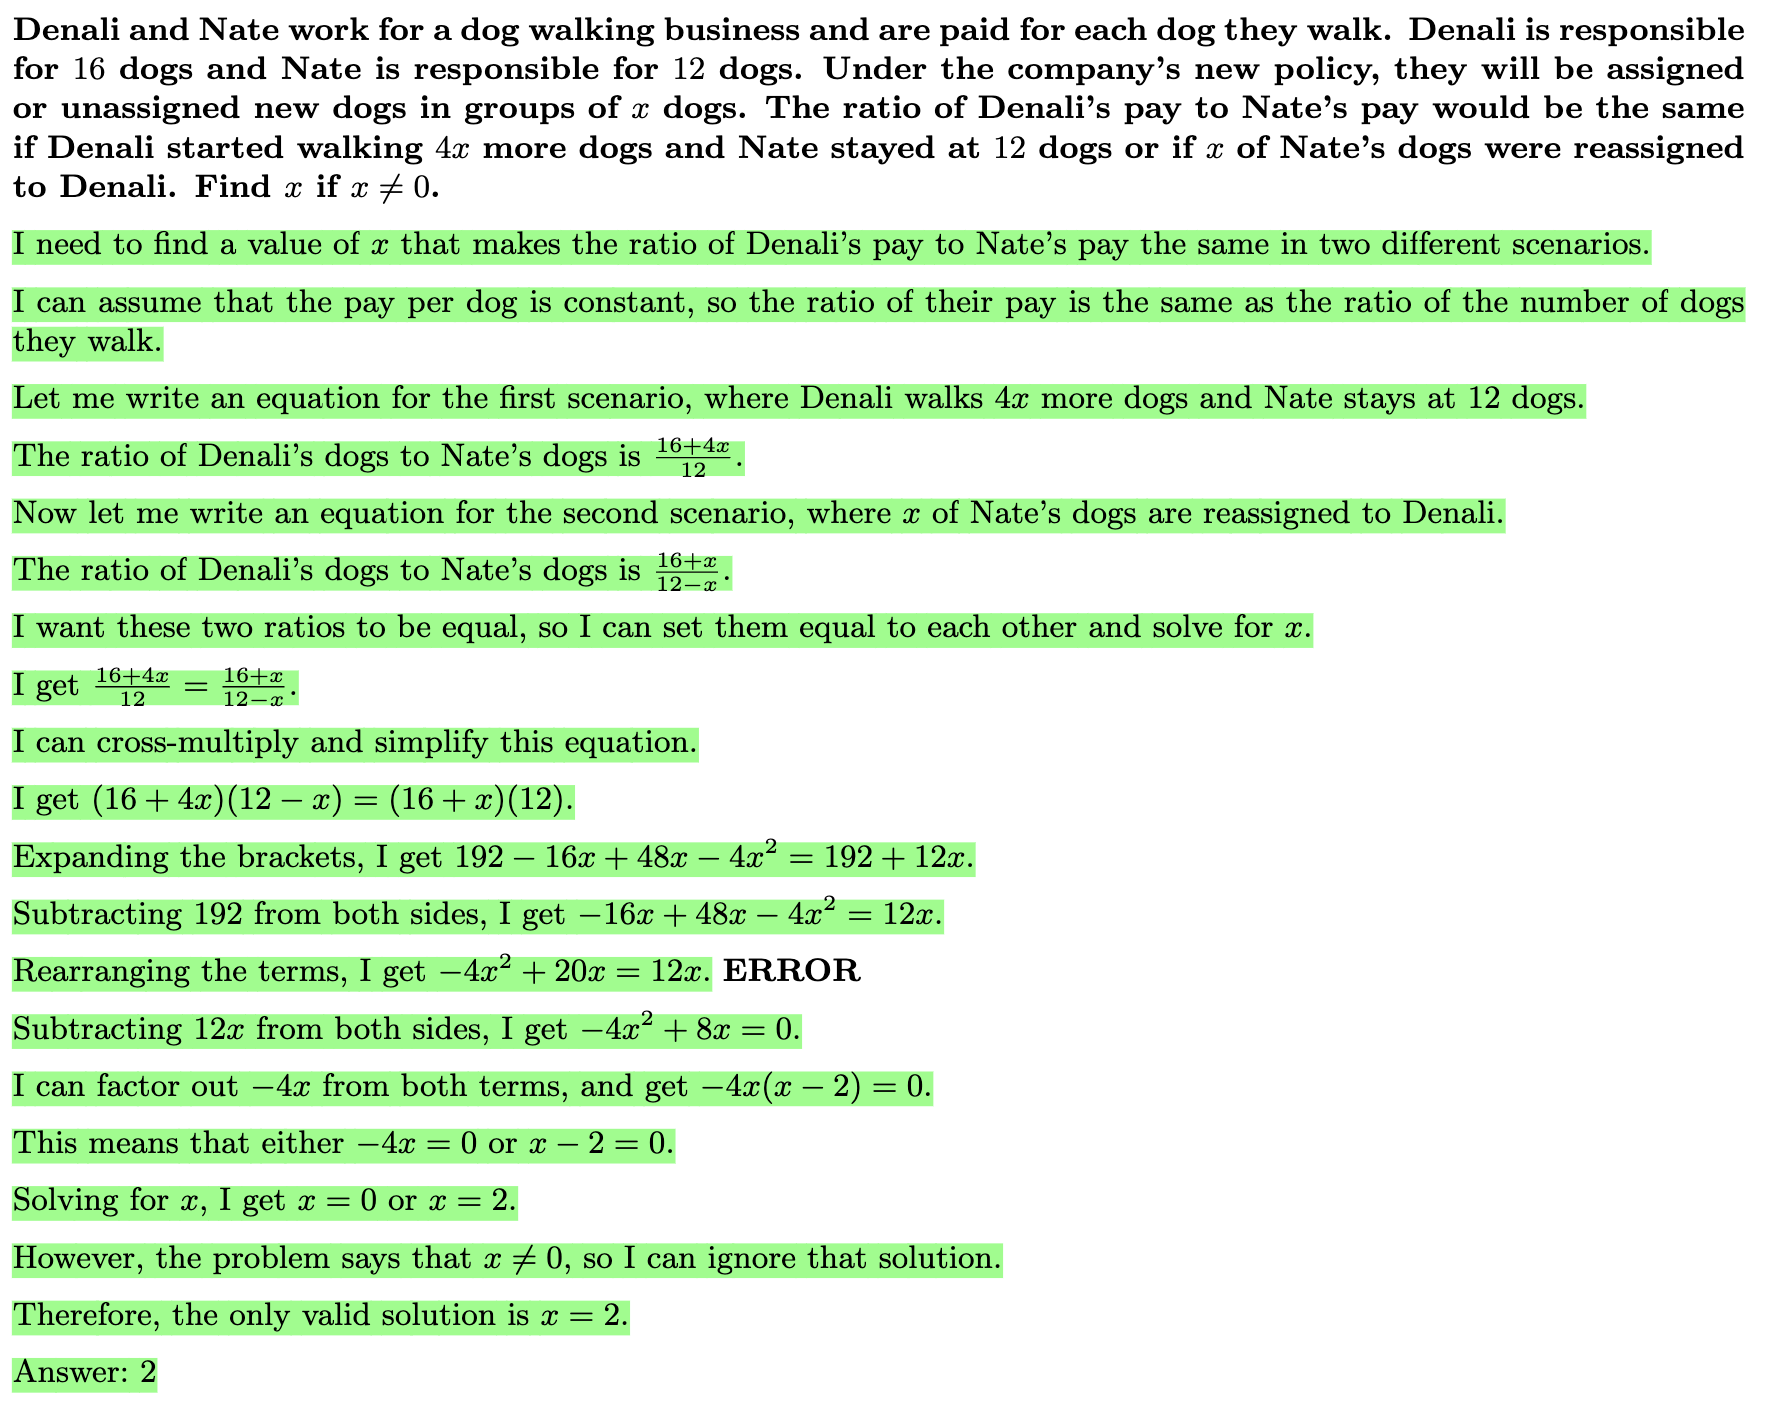 Denali and Nate work for a dog walking business and are paid for each dog they walk. Denali is responsible
for 16 dogs and Nate is responsible for 12 dogs. Under the company's new policy, they will be assigned
or unassigned new dogs in groups of x dogs. The ratio of Denali's pay to Nate's pay would be the same
if Denali started walking 4x more dogs and Nate stayed at 12 dogs or if x of Nate's dogs were reassigned
to Denali. Find x if x ≠ 0.
I need to find a value of x that makes the ratio of Denali's pay to Nate's pay the same in two different scenarios.
I can assume that the pay per dog is constant, so the ratio of their pay is the same as the ratio of the number of dogs
they walk.
Let me write an equation for the first scenario, where Denali walks 4x more dogs and Nate stays at 12 dogs.
The ratio of Denali's dogs to Nate's dogs is \frac{16+4x}{12}.
Now let me write an equation for the second scenario, where x of Nate's dogs are reassigned to Denali.
The ratio of Denali's dogs to Nate's dogs is \frac{16+x}{12−x}.
I want these two ratios to be equal, so I can set them equal to each other and solve for x.
I get \frac{16+4x}{12} = \frac{16+x}{12−x}.
I can cross-multiply and simplify this equation.
I get (16 + 4x)(12 − x) = (16 + x)(12).
Expanding the brackets, I get 192 − 16x + 48x − 4x² = 192 + 12x.
Subtracting 192 from both sides, I get −16x + 48x − 4x² = 12x.
Rearranging the terms, I get −4x² + 20x = 12x. ERROR
Subtracting 12x from both sides, I get −4x² + 8x = 0.
I can factor out −4x from both terms, and get −4x(x − 2) = 0.
This means that either −4x = 0 or x − 2 = 0.
Solving for x, I get x = 0 or x = 2.
However, the problem says that x ≠ 0, so I can ignore that solution.
Therefore, the only valid solution is x = 2.
Answer: 2